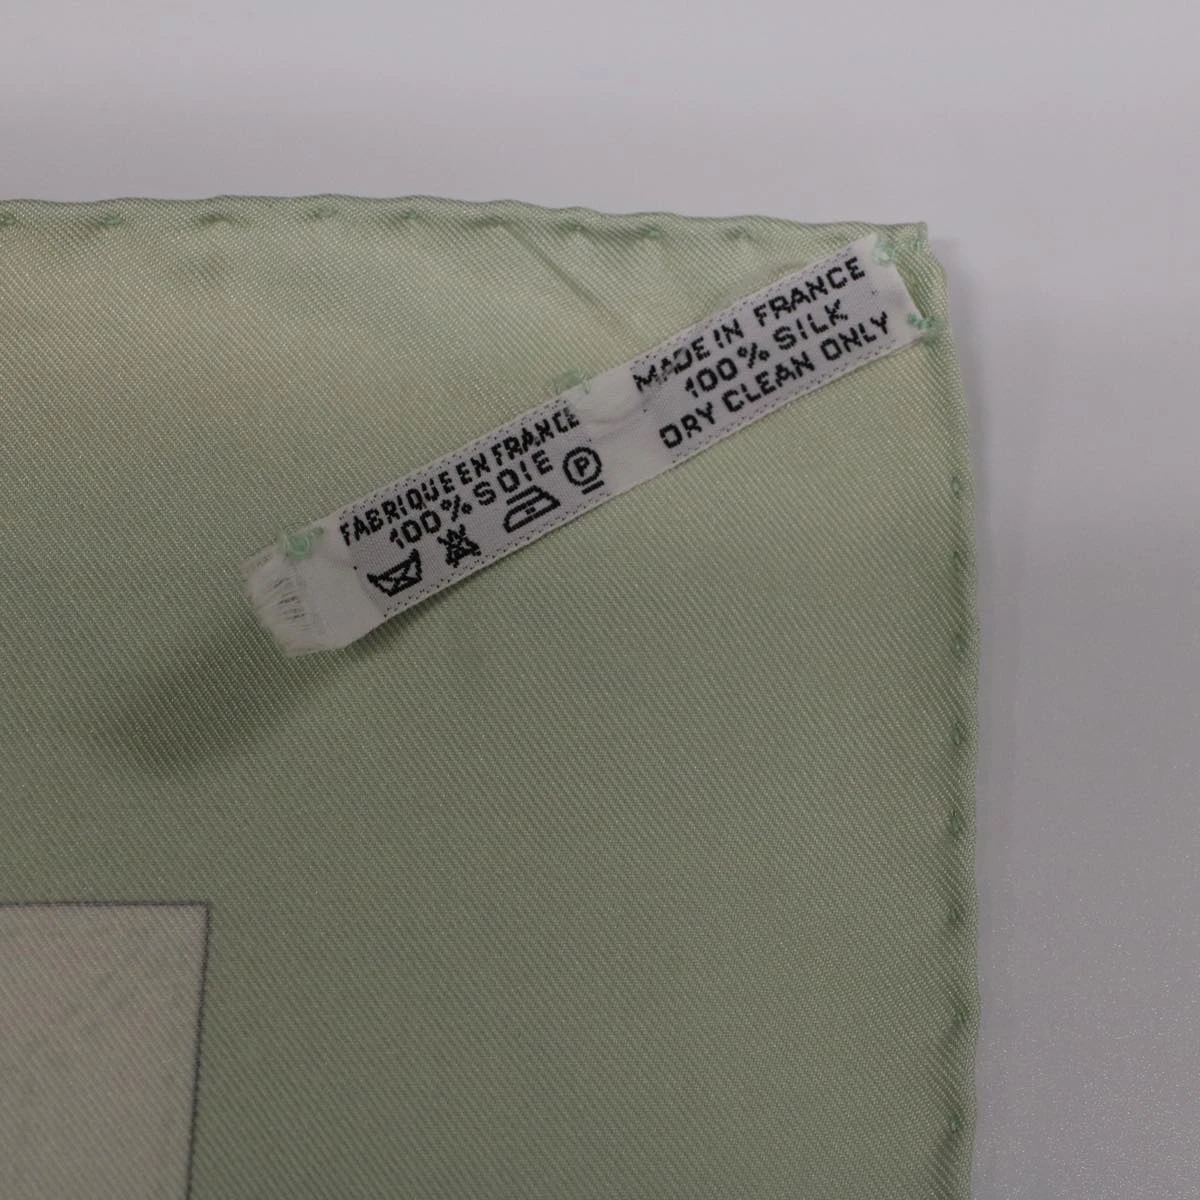 FABRIQUE EN FRANCE
100% SOIE
P
MADE IN FRANCE
100% SILK
DRY CLEAN ONLY